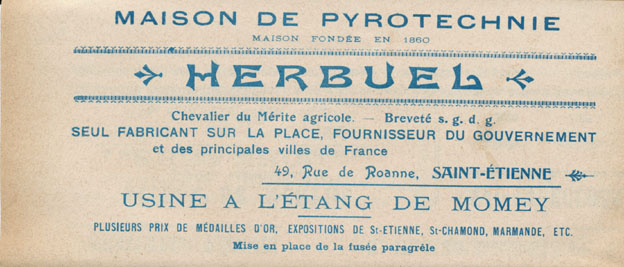 MAISON DE PYROTECHNIE
MAISON FONDÉE EN 1860
HERBUEL
Chevalier du Mérite agricole. — Breveté s. g. d. g.
SEUL FABRICANT SUR LA PLACE, FOURNISSEUR DU GOUVERNEMENT
et des principales villes de France
49, Rue de Roanne, SAINT-ÉTIENNE
USINE A L'ÉTANG DE MOMEY
PLUSIEURS PRIX DE MÉDAILLES D'OR, EXPOSITIONS DE St-ETIENNE, St-CHAMOND, MARMANDE, ETC.
Mise en place de la fusée paragrêle